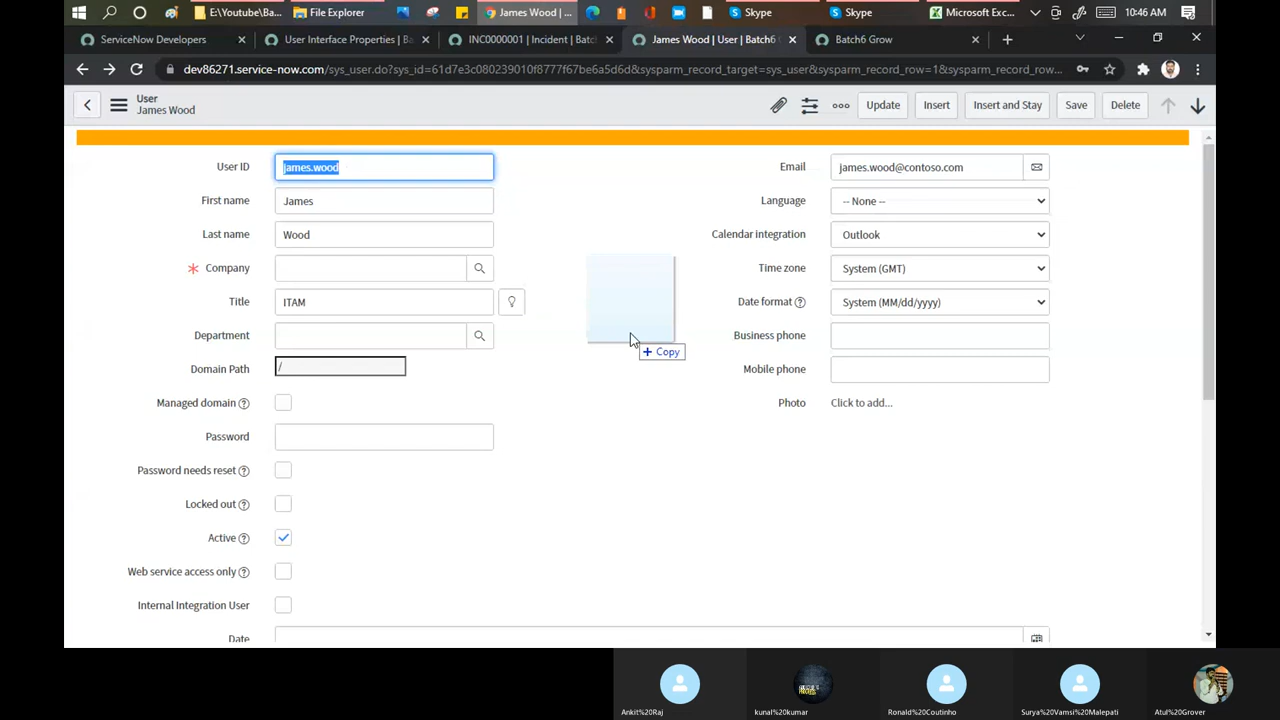 E:\Youtube\Ba...
File Explorer
James Wood | ...
Skype
Skype
Microsoft Exc...
10:46 AM
ServiceNow Developers
User Interface Properties | Ba
INC0000001 | Incident | Batch
James Wood | User | Batch6 G
Batch6 Grow
dev86271.service-now.com/sys_user.do?sys_id=61d7e3c080239010f8777f67be6a5d6d&sysparm_record_target=sys_user&sysparm_record_row=1&sysparm_record_row...
User
James Wood
Update
Insert
Insert and Stay
Save
Delete
User ID
james.wood
Email
james.wood@contoso.com
First name
James
Language
-- None --
Last name
Wood
Calendar integration
Outlook
Company
Time zone
System (GMT)
Title
ITAM
Date format
System (MM/dd/yyyy)
Department
Business phone
+ Copy
Domain Path
/
Mobile phone
Managed domain
Photo
Click to add...
Password
Password needs reset
Locked out
Active
Web service access only
Internal Integration User
Date
Ankit%20Raj
kunal%20kumar
Ronald%20Coutinho
Surya%20Vamsi%20Malepati
Atul%20Grover